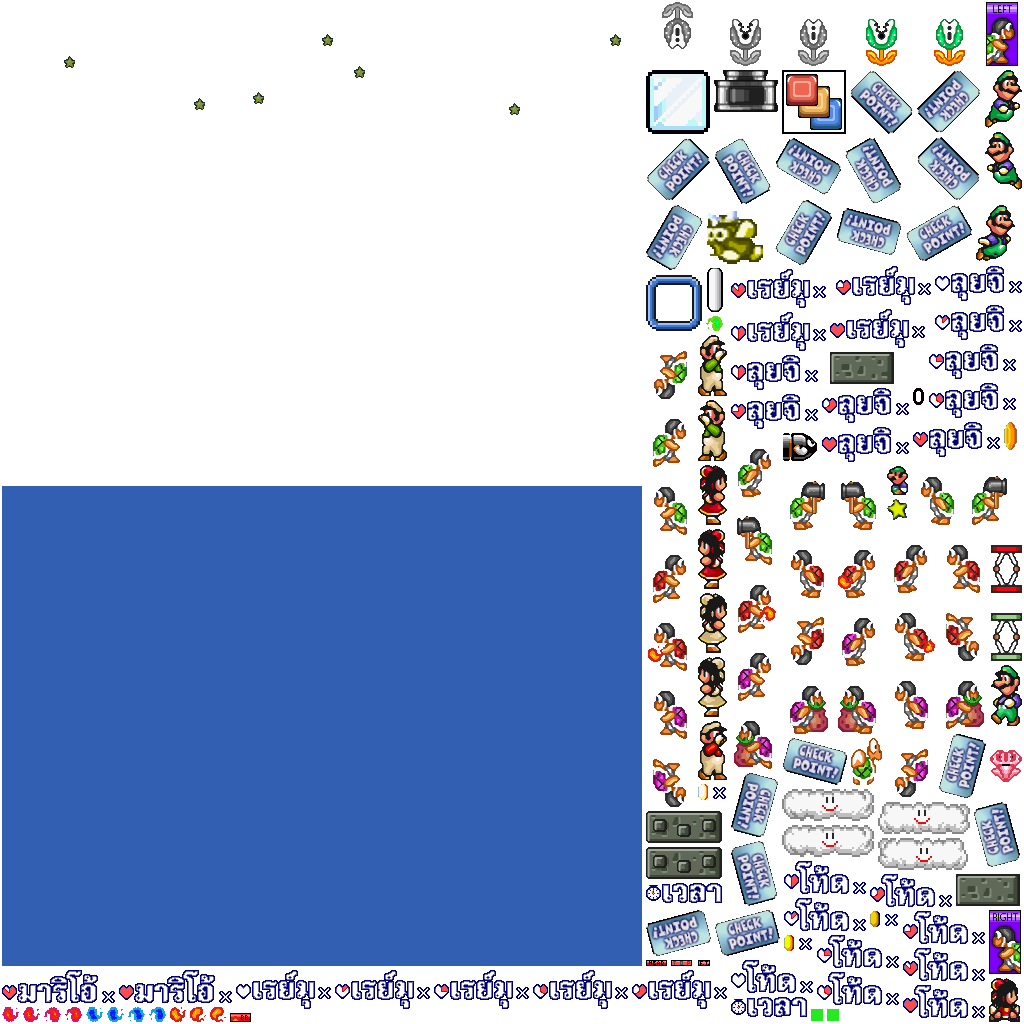 LEFT
CHECK
POINT!
CHECK
POINT!
CHECK
POINT!
CHECK
POINT!
CHECK
POINT!
CHECK
POINT!
CHECK
POINT!
CHECK
POINT!
CHECK
POINT!
CHECK
POINT!
CHECK
POINT!
เรย์มุ ×
เรย์มุ ×
ลุยจิ ×
เรย์มุ ×
เรย์มุ ×
ลุยจิ ×
ลุยจิ ×
ลุยจิ ×
ลุยจิ ×
ลุยจิ ×
0
ลุยจิ ×
ลุยจิ ×
ลุยจิ ×
CHECK
POINT!
CHECK
POINT!
×
CHECK
POINT!
CHECK
POINT!
CHECK
POINT!
โท้ด ×
โท้ด ×
เวลา
CHECK
POINT!
CHECK
POINT!
โท้ด ×
×
โท้ด ×
RIGHT
×
โท้ด ×
โท้ด ×
โท้ด ×
โท้ด ×
มาริโอ้ ×
มาริโอ้ ×
เรย์มุ ×
เรย์มุ ×
เรย์มุ ×
เรย์มุ ×
เรย์มุ ×
เวลา
โท้ด ×